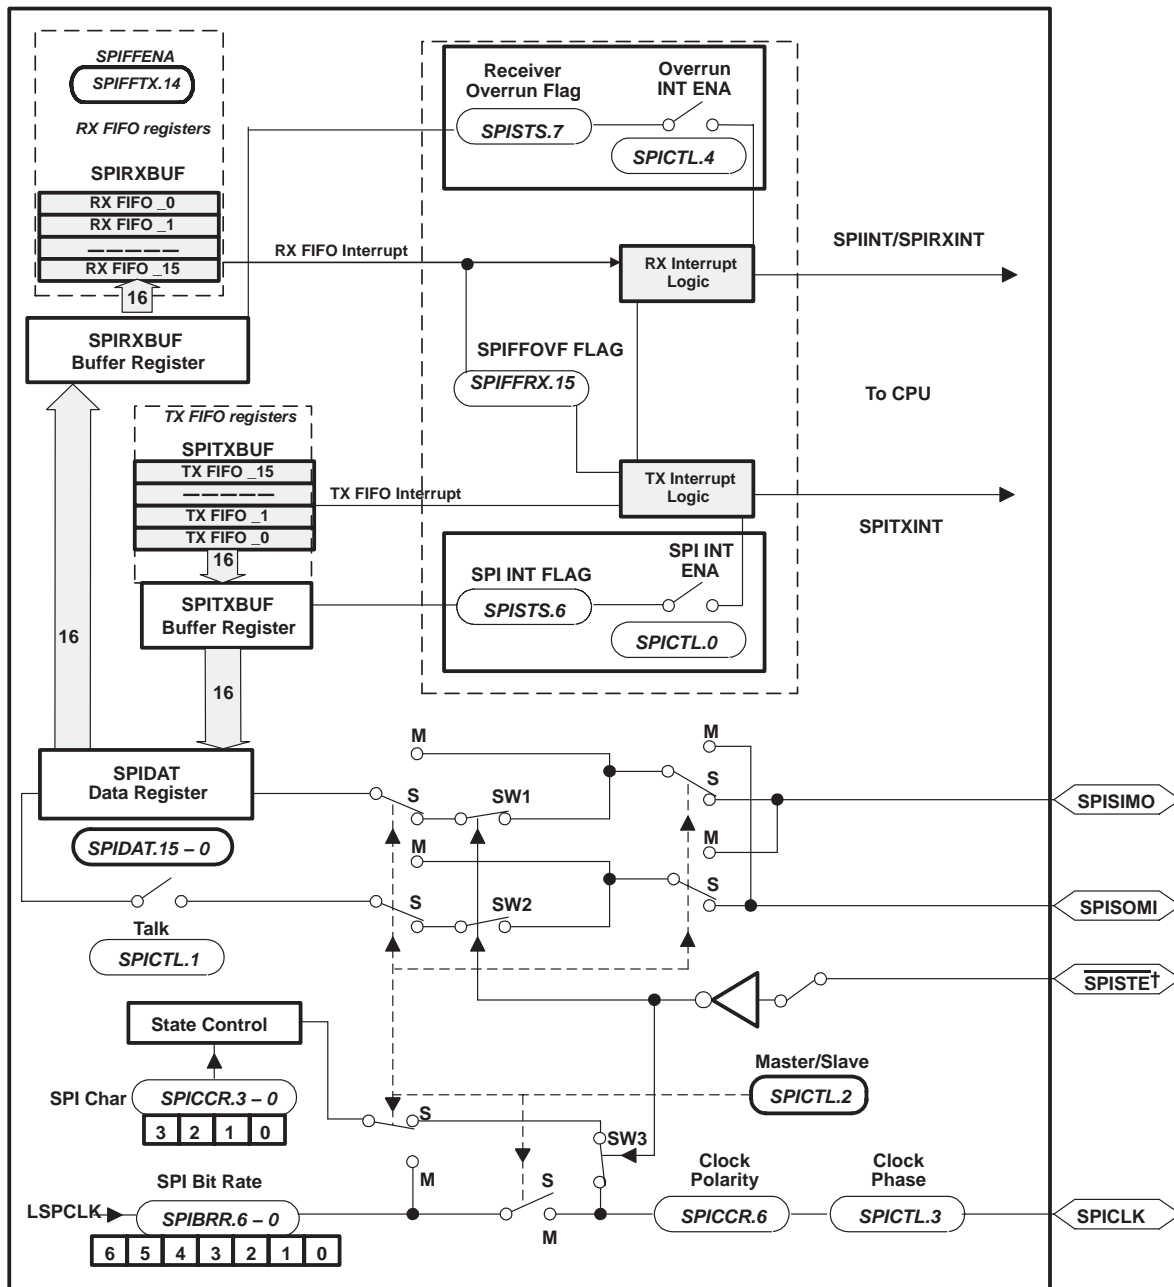 SPIFFENA
SPIFFTX.14
RX FIFO registers
SPIRXBUF
RX FIFO _0
RX FIFO _1
— — — — —
RX FIFO _15
16
SPIRXBUF
Buffer Register
Receiver
Overrun Flag
SPISTS.7
Overrun
INT ENA
SPICTL.4
RX FIFO Interrupt
RX Interrupt
Logic
SPIINT/SPIRXINT
SPIFFOVF FLAG
SPIFFRX.15
To CPU
TX FIFO registers
SPITXBUF
TX FIFO _15
— — — — —
TX FIFO _1
TX FIFO _0
16
TX FIFO Interrupt
TX Interrupt
Logic
SPITXINT
SPITXBUF
Buffer Register
SPI INT FLAG
SPISTS.6
SPI INT
ENA
SPICTL.0
16
16
SPIDAT
Data Register
SPIDAT.15 – 0
M
S
SW1
M
S
SPISIMO
M
S
SW2
M
S
SPISOMI
Talk
SPICTL.1
SPISTE†
State Control
Master/Slave
SPICTL.2
SPI Char
SPICCR.3 – 0
3 2 1 0
S
M
SW3
S
M
Clock
Polarity
SPICCR.6
Clock
Phase
SPICTL.3
SPICLK
SPI Bit Rate
LSPCLK
SPIBRR.6 – 0
6 5 4 3 2 1 0